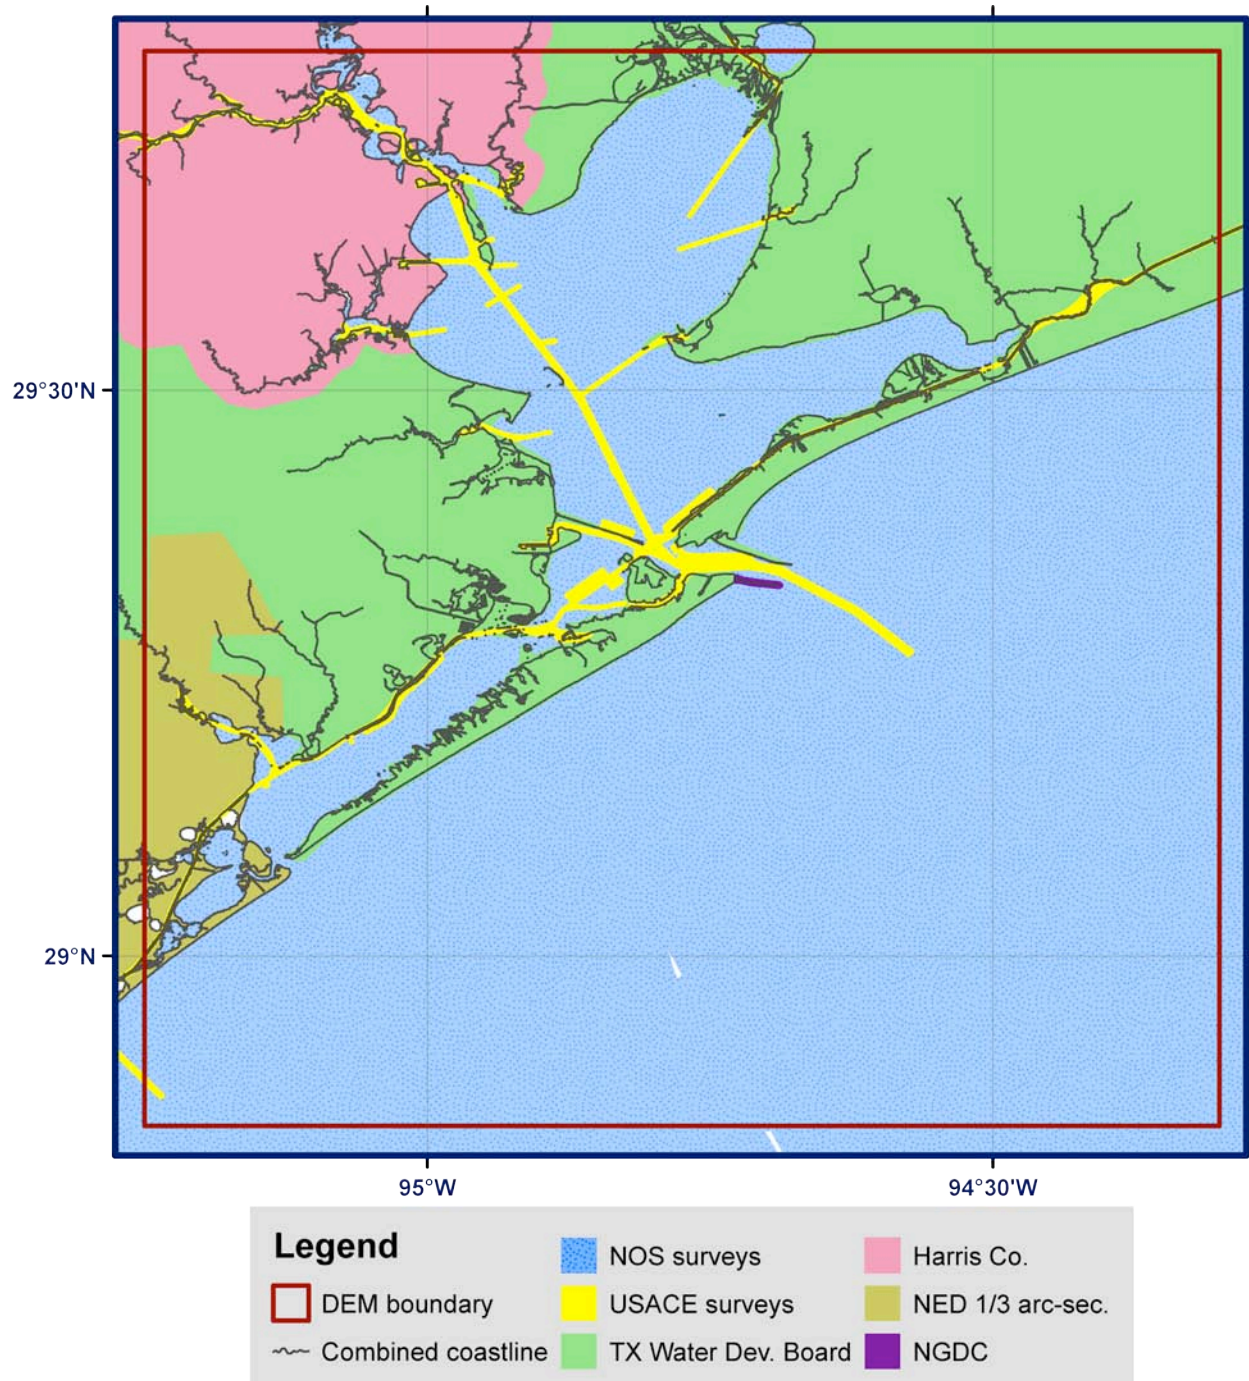 29°30'N
29°N
95°W
94°30'W
Legend
DEM boundary
Combined coastline
NOS surveys
USACE surveys
TX Water Dev. Board
Harris Co.
NED 1/3 arc-sec.
NGDC